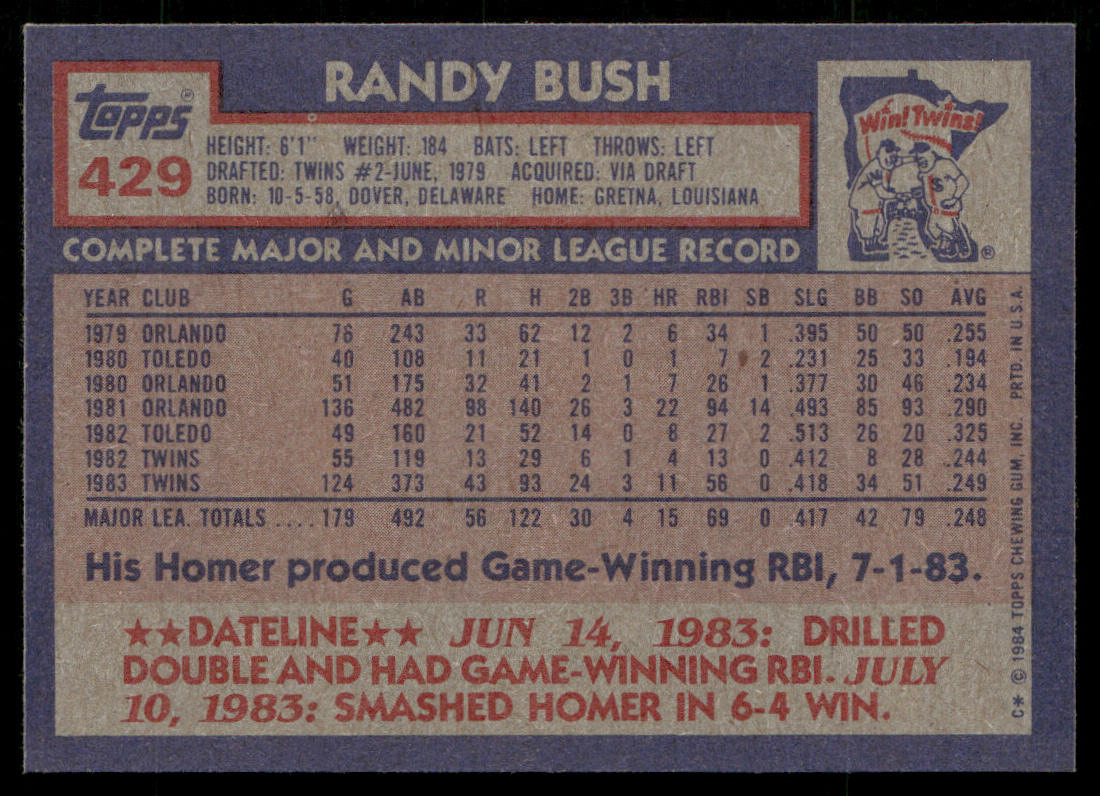 RANDY BUSH
Topps®
429
HEIGHT: 6'1" WEIGHT: 184 BATS: LEFT THROWS: LEFT
DRAFTED: TWINS #2-JUNE, 1979 ACQUIRED: VIA DRAFT
BORN: 10-5-58, DOVER, DELAWARE HOME: GRETNA, LOUISIANA
Win! Twins!
®
COMPLETE MAJOR AND MINOR LEAGUE RECORD
YEAR CLUB G AB R H 2B 3B HR RBI SB SLG BB SO AVG
1979 ORLANDO 76 243 33 62 12 2 6 34 1 .395 50 50 .255
1980 TOLEDO 40 108 11 21 1 0 1 7 2 .231 25 33 .194
1980 ORLANDO 51 175 32 41 2 1 7 26 1 .377 30 46 .234
1981 ORLANDO 136 482 98 140 26 3 22 94 14 .493 85 93 .290
1982 TOLEDO 49 160 21 52 14 0 8 27 2 .513 26 20 .325
1982 TWINS 55 119 13 29 6 1 4 13 0 .412 8 28 .244
1983 TWINS 124 373 43 93 24 3 11 56 0 .418 34 51 .249
MAJOR LEA. TOTALS .... 179 492 56 122 30 4 15 69 0 .417 42 79 .248
His Homer produced Game-Winning RBI, 7-1-83.
★★DATELINE★★ JUN 14, 1983: DRILLED
DOUBLE AND HAD GAME-WINNING RBI. JULY
10, 1983: SMASHED HOMER IN 6-4 WIN.
C* © 1984 TOPPS CHEWING GUM, INC. PRTD. IN U.S.A.